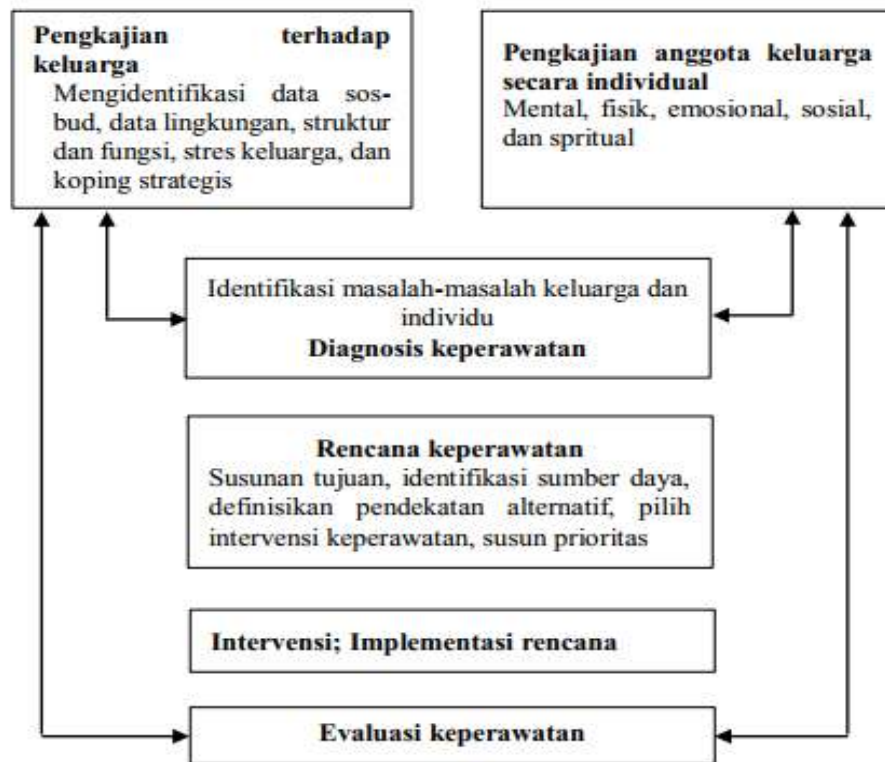 Pengkajian terhadap
keluarga
Mengidentifikasi data sos-
bud, data lingkungan, struktur
dan fungsi, stres keluarga, dan
koping strategis
Pengkajian anggota keluarga
secara individual
Mental, fisik, emosional, sosial,
dan spritual
Identifikasi masalah-masalah keluarga dan
individu
Diagnosis keperawatan
Rencana keperawatan
Susunan tujuan, identifikasi sumber daya,
definisikan pendekatan alternatif, pilih
intervensi keperawatan, susun prioritas
Intervensi; Implementasi rencana
Evaluasi keperawatan